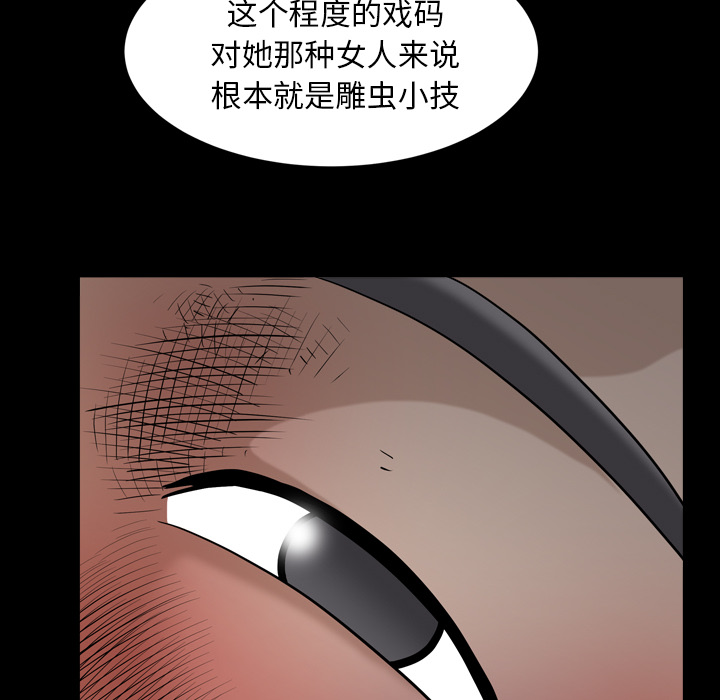 这个程度的戏码
对她那种女人来说
根本就是雕虫小技